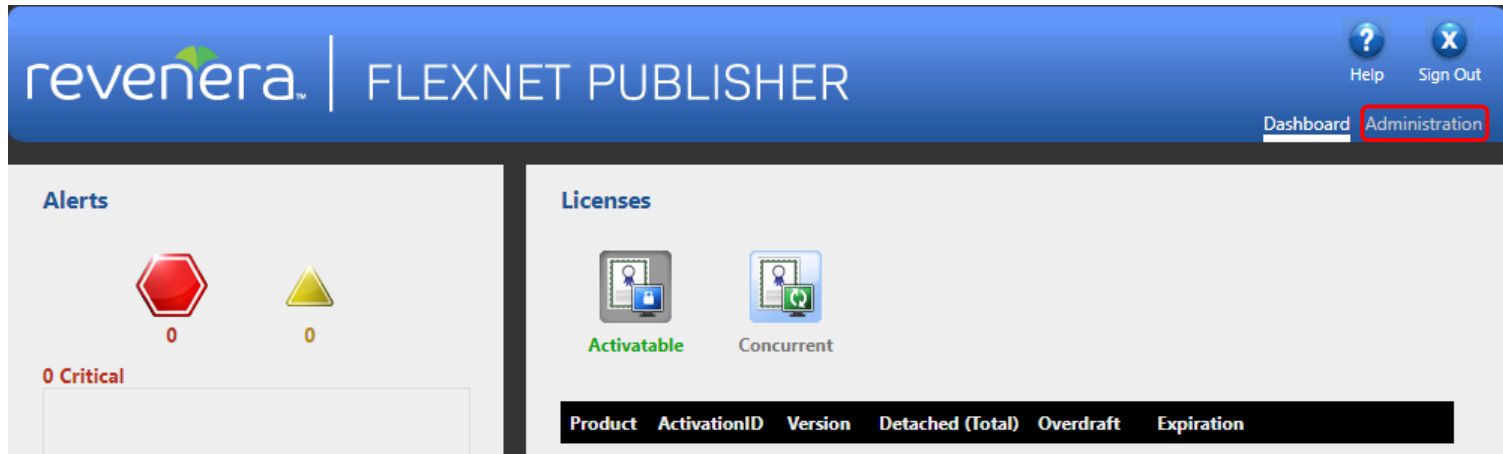 revenera™ | FLEXNET PUBLISHER
? X
Help Sign Out
Dashboard Administration
Alerts
0 0
0 Critical
Licenses
Activatable Concurrent
Product ActivationID Version Detached (Total) Overdraft Expiration